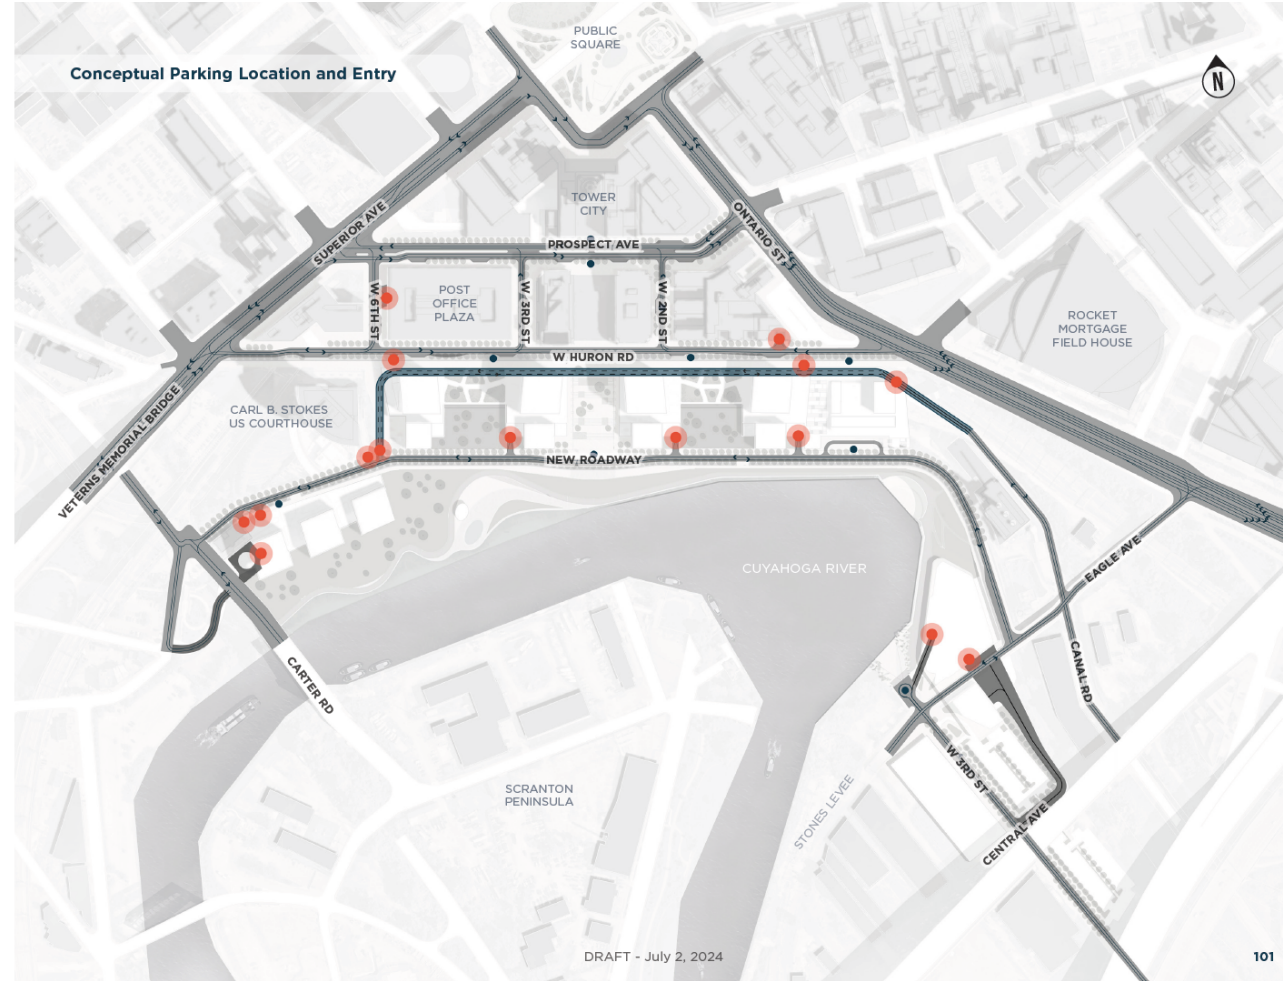 PUBLIC
SQUARE
Conceptual Parking Location and Entry
N
TOWER
CITY
SUPERIOR AVE
ONTARIO ST
PROSPECT AVE
W 6TH ST
POST
OFFICE
PLAZA
W 3RD ST
W 2ND ST
ROCKET
MORTGAGE
FIELD HOUSE
W HURON RD
VETERNS MEMORIAL BRIDGE
CARL B. STOKES
US COURTHOUSE
NEW ROADWAY
CUYAHOGA RIVER
EAGLE AVE
CARTER RD
CANAL RD
W 3RD ST
SCRANTON
PENINSULA
STONES LEVEE
CENTRAL AVE
DRAFT - July 2, 2024
101